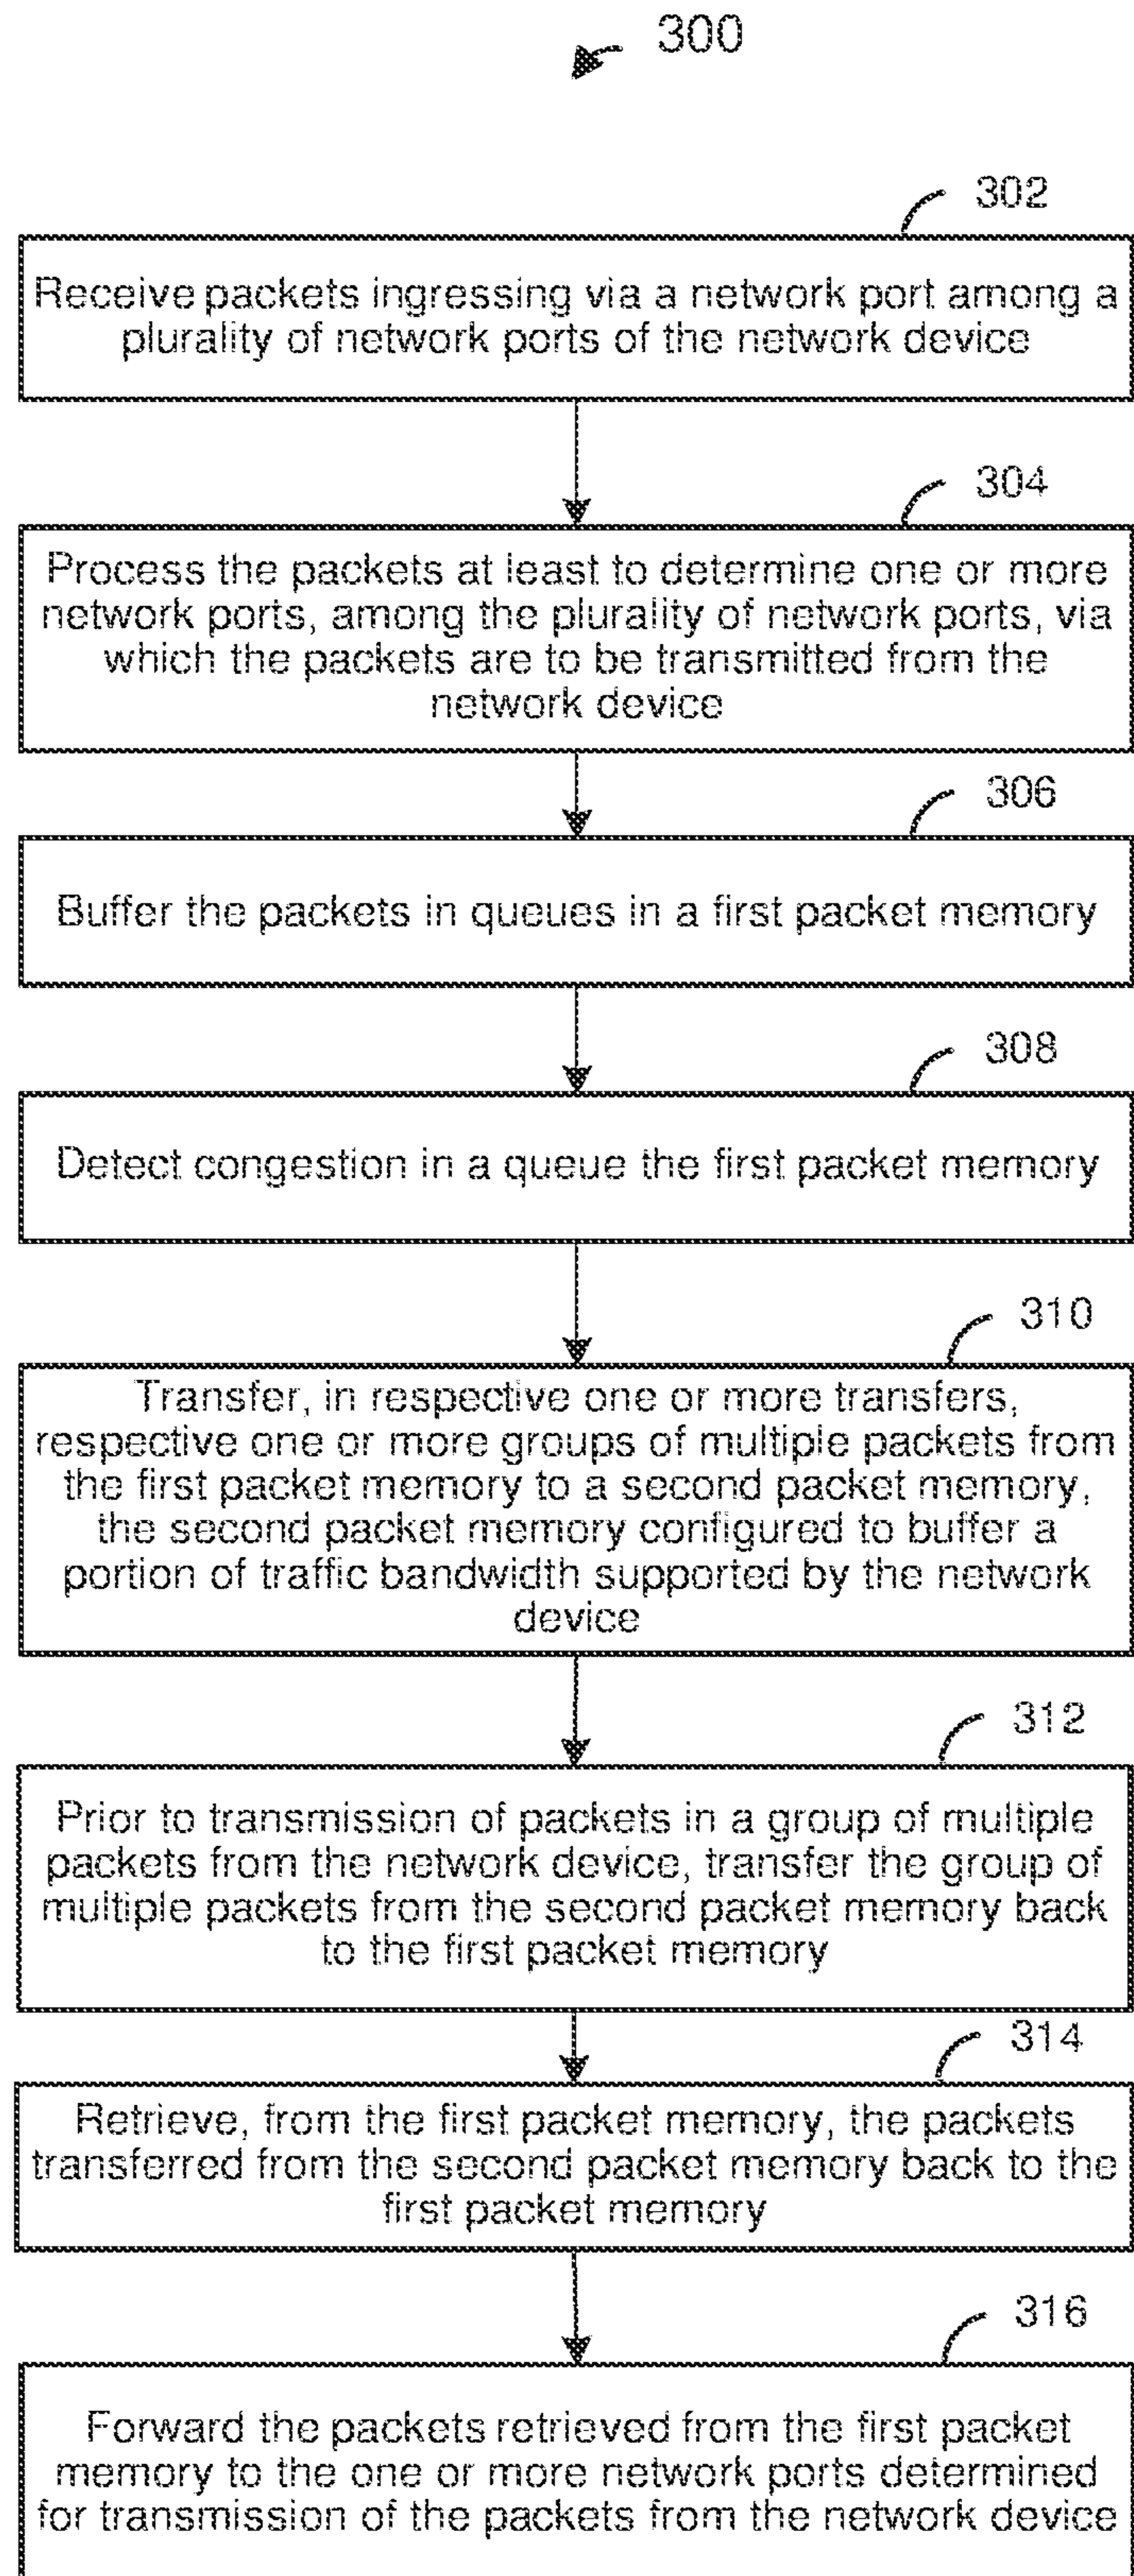 300
302
Receive packets ingressing via a network port among a
plurality of network ports of the network device
304
Process the packets at least to determine one or more
network ports, among the plurality of network ports, via
which the packets are to be transmitted from the
network device
306
Buffer the packets in queues in a first packet memory
308
Detect congestion in a queue the first packet memory
310
Transfer, in respective one or more transfers,
respective one or more groups of multiple packets from
the first packet memory to a second packet memory,
the second packet memory configured to buffer a
portion of traffic bandwidth supported by the network
device
312
Prior to transmission of packets in a group of multiple
packets from the network device, transfer the group of
multiple packets from the second packet memory back
to the first packet memory
314
Retrieve, from the first packet memory, the packets
transferred from the second packet memory back to the
first packet memory
316
Forward the packets retrieved from the first packet
memory to the one or more network ports determined
for transmission of the packets from the network device